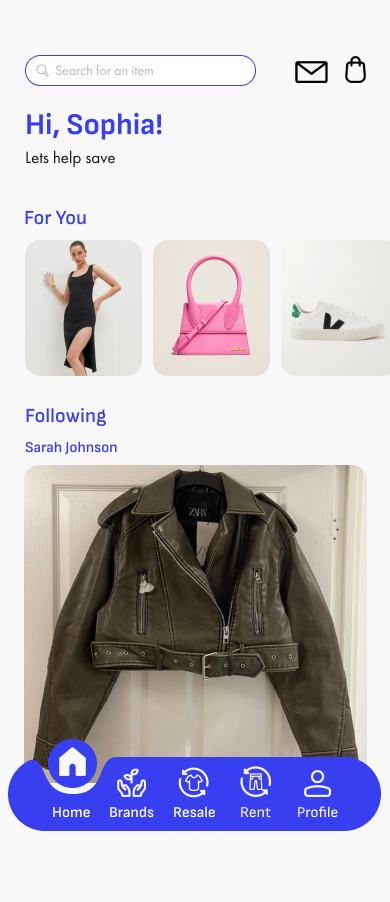 Search for an item
Hi, Sophia!
Lets help save
For You
Following
Sarah Johnson
ZARA
Home Brands Resale Rent Profile